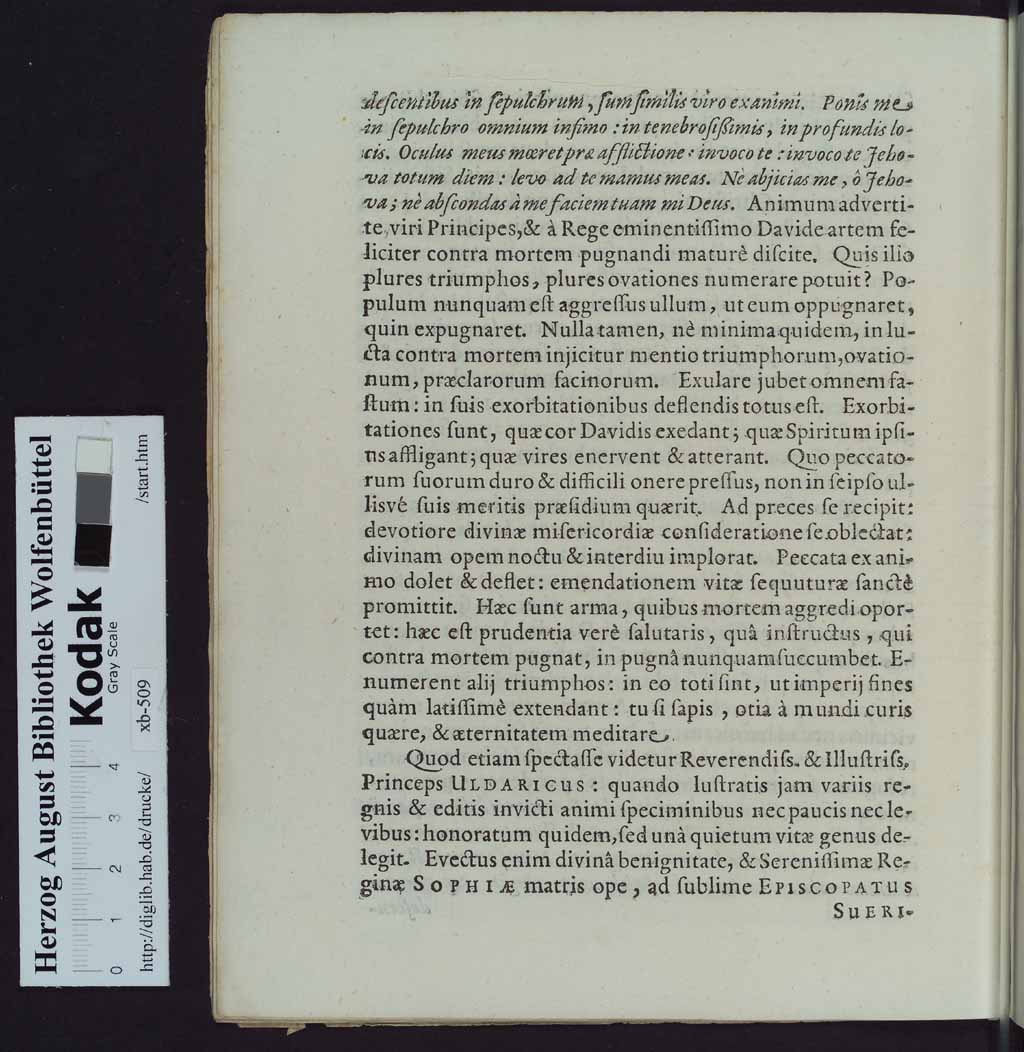 descentibus in sepulchrum, sum similis viro exanimi. Ponis me
in sepulchro omnium infimo : in tenebrosissimis, in profundis lo-
cis. Oculus meus mœret præ afflictione : invoco te : invoco te Jeho-
va totum diem : levo ad te mamus meas. Nè abjicias me, ô Jeho-
va ; nè abscondas à me faciem tuam mi Deus. Animum adverti-
te, viri Principes, & à Rege eminentissimo Davide artem fe-
liciter contra mortem pugnandi maturè discite. Quis illo
plures triumphos, plures ovationes numerare potuit? Po-
pulum nunquam est aggressus ullum, ut eum oppugnaret,
quin expugnaret. Nulla tamen, nè minima quidem, in lu-
cta contra mortem injicitur mentio triumphorum, ovatio-
num, præclarorum facinorum. Exulare jubet omnem fa-
stum : in suis exorbitationibus deflendis totus est. Exorbi-
tationes sunt, quæ cor Davidis exedant ; quæ Spiritum ipsi-
us affligant ; quæ vires enervent & atterant. Quo peccato-
rum suorum duro & difficili onere pressus, non in seipso ul-
lisvé suis meritis præsidium quærit. Ad preces se recipit :
devotiore divinæ misericordiæ consideratione se oblectat :
divinam opem noctu & interdiu implorat. Peccata ex ani-
mo dolet & deflet : emendationem vitæ sequuturæ sanctè
promittit. Hæc sunt arma, quibus mortem aggredi opor-
tet : hæc est prudentia verè salutaris, quâ instructus, qui
contra mortem pugnat, in pugnâ nunquam succumbet. E-
numerent alij triumphos : in eo toti sint, ut imperij fines
quàm latissimè extendant : tu si sapis, otia à mundi curis
quære, & æternitatem meditare.
Quod etiam spectasse videtur Reverendiss. & Illustriss,
Princeps ULDARICUS : quando lustratis jam variis re-
gnis & editis invicti animi speciminibus nec paucis nec le-
vibus : honoratum quidem, sed unà quietum vitæ genus de-
legit. Evectus enim divinâ benignitate, & Serenissimæ Re-
ginæ SOPHIÆ matris ope, ad sublime EPISCOPATUS
SUERI-
Herzog August Bibliothek Wolfenbüttel
Kodak
Gray Scale
0 1 2 3 4
http://diglib.hab.de/drucke/ xb-509 /start.htm